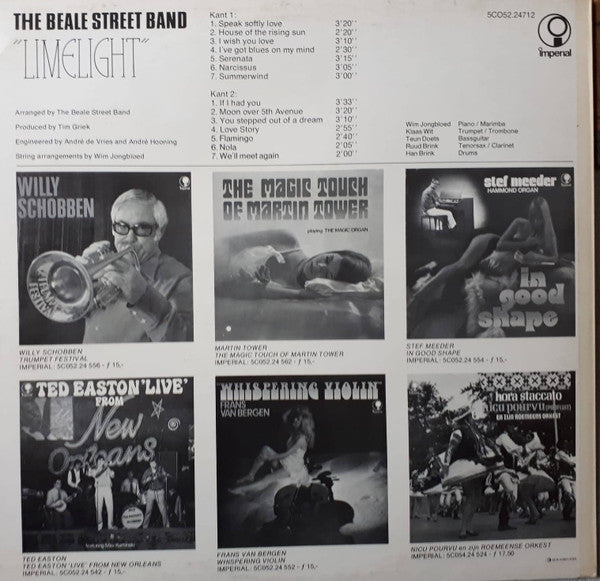 THE BEALE STREET BAND
"LIMELIGHT"
Arranged by The Beale Street Band
Produced by Tim Griek
Engineered by André de Vries and André Hooning
String arrangements by Wim Jongbloed
Kant 1:
1. Speak softly love 3'20''
2. House of the rising sun 2'20''
3. I wish you love 3'10''
4. I've got blues on my mind 2'30''
5. Serenata 3'15''
6. Narcissus 3'05''
7. Summerwind 3'00''
Kant 2:
1. If I had you 3'33''
2. Moon over 5th Avenue 3'20''
3. You stepped out of a dream 3'10''
4. Love Story 2'55''
5. Flamingo 2'40''
6. Nola 2'05''
7. We'll meet again 2'00''
5CO52.24712
imperial
Wim Jongbloed Piano/Marimba
Klaas Wit Trumpet/Trombone
Teun Doets Bassguitar
Ruud Brink Tenorsax/Clarinet
Han Brink Drums
WILLY
SCHOBBEN
WILLY SCHOBBEN
TRUMPET FESTIVAL
IMPERIAL: 5C052.24 556 - ƒ 15,-
THE MAGIC TOUCH
OF MARTIN TOWER
playing THE MAGIC ORGAN
MARTIN TOWER
THE MAGIC TOUCH OF MARTIN TOWER
IMPERIAL: 5C052.24 562 - ƒ 15,-
stef meeder
HAMMOND ORGAN
in
good
shape
STEF MEEDER
IN GOOD SHAPE
IMPERIAL: 5C052.24 554 - ƒ 15,-
TED EASTON 'LIVE'
FROM
New
Orleans
featuring Max Kaminski
TED EASTON
TED EASTON 'LIVE' FROM NEW ORLEANS
IMPERIAL: 5C052.24 542 - ƒ 15,-
WHISPERING VIOLIN
FRANS
VAN BERGEN
FRANS VAN BERGEN
WHISPERING VIOLIN
IMPERIAL: 5C052.24 552 - ƒ 15,-
hora staccato
nicu pourvu
EN ZIJN ROEMEENS ORKEST
NICU POURVU en zijn ROEMEENSE ORKEST
IMPERIAL: 5C054.24 524 - ƒ 17,50